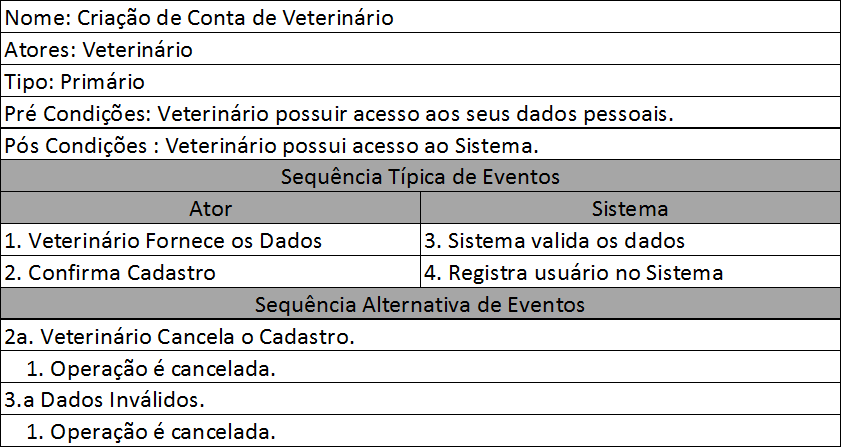 Nome: Criação de Conta de Veterinário
Atores: Veterinário
Tipo: Primário
Pré Condições: Veterinário possuir acesso aos seus dados pessoais.
Pós Condições : Veterinário possui acesso ao Sistema.
Sequência Típica de Eventos
Ator Sistema
1. Veterinário Fornece os Dados 3. Sistema valida os dados
2. Confirma Cadastro 4. Registra usuário no Sistema
Sequência Alternativa de Eventos
2a. Veterinário Cancela o Cadastro.
1. Operação é cancelada.
3.a Dados Inválidos.
1. Operação é cancelada.